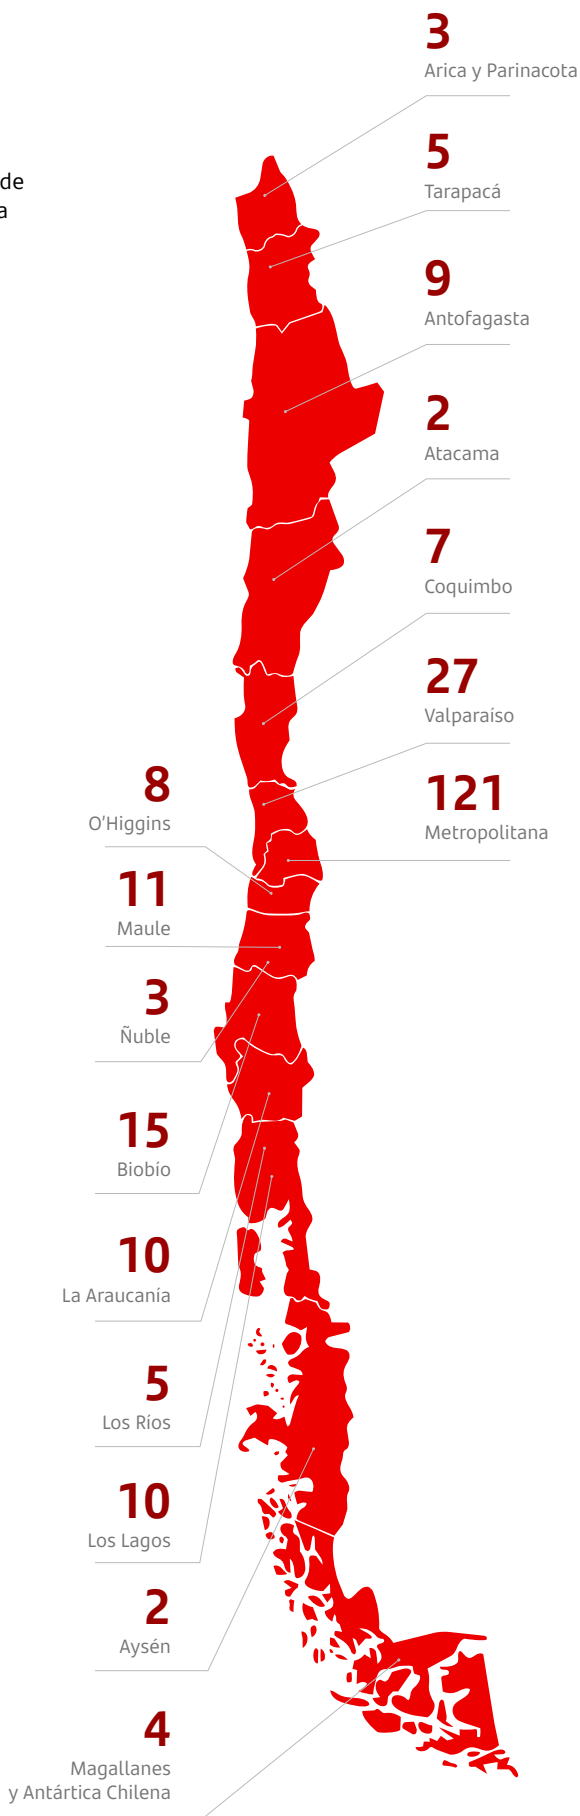 3
Arica y Parinacota
de
a
5
Tarapacá
9
Antofagasta
2
Atacama
7
Coquimbo
27
Valparaíso
8
O'Higgins
121
Metropolitana
11
Maule
3
Ñuble
15
Biobío
10
La Araucanía
5
Los Ríos
10
Los Lagos
2
Aysén
4
Magallanes
y Antártica Chilena